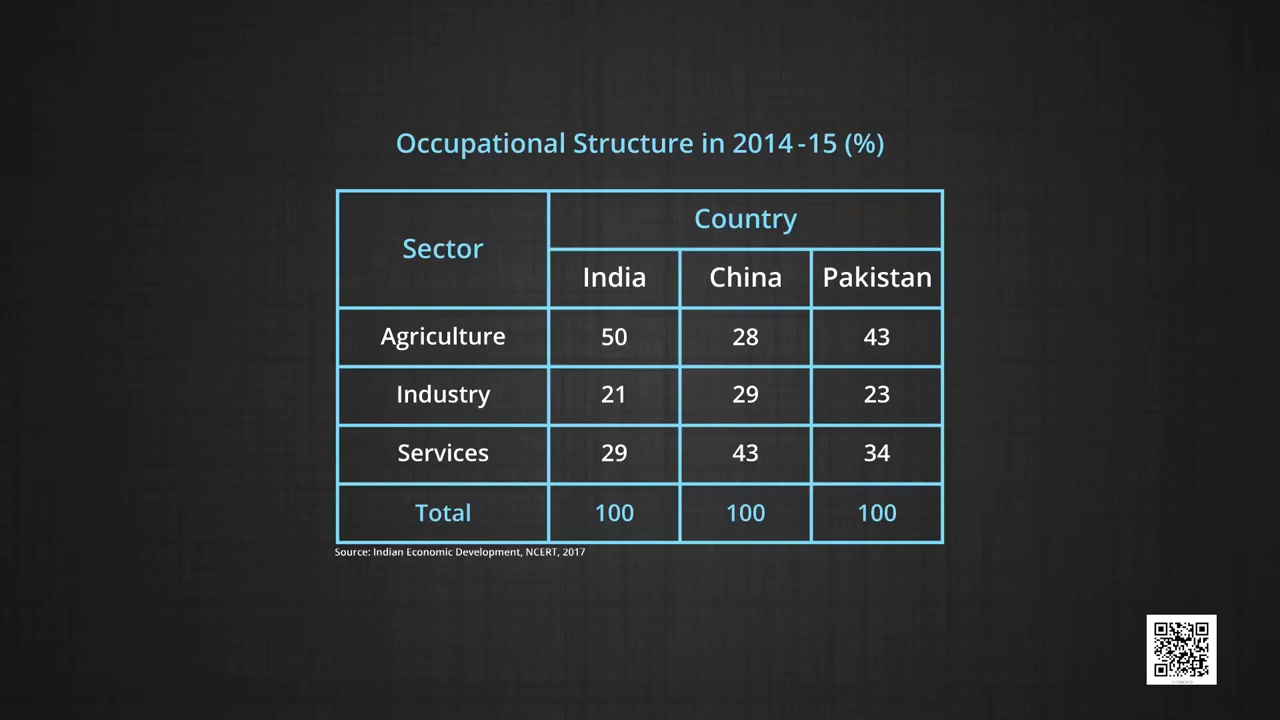 Occupational Structure in 2014-15 (%)
Sector
Country
India China Pakistan
Agriculture 50 28 43
Industry 21 29 23
Services 29 43 34
Total 100 100 100
Source: Indian Economic Development, NCERT, 2017